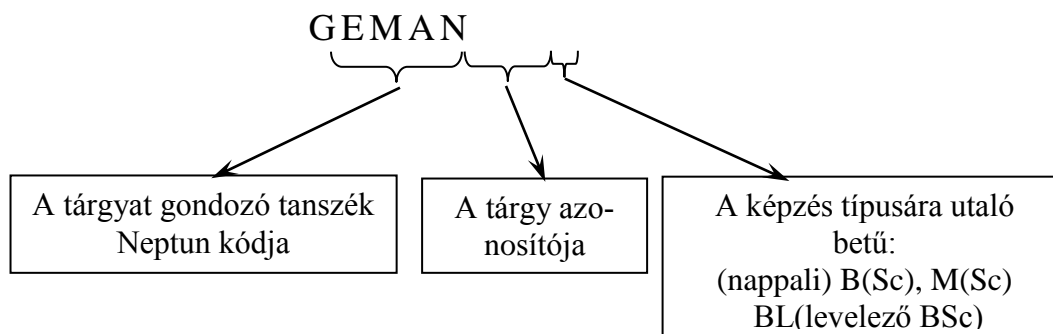 GEMAN
A tárgyat gondozó tanszék
Neptun kódja
A tárgy azo-
nosítója
A képzés típusára utaló
betű:
(nappali) B(Sc), M(Sc)
BL(levelező BSc)